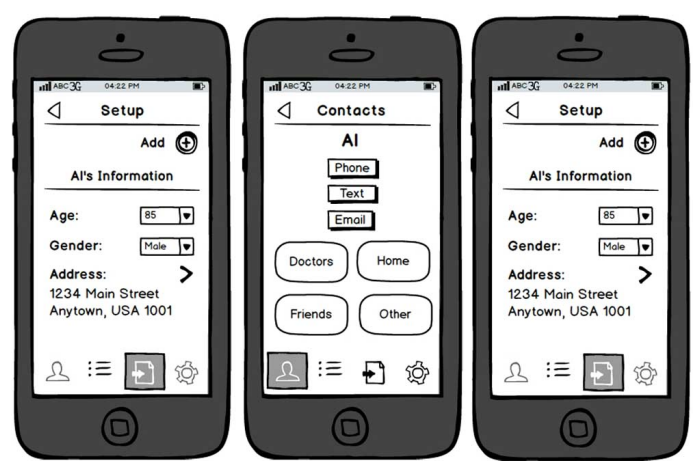 ABC 3G 04:22 PM
Setup
Add
Al's Information
Age: 85
Gender: Male
Address:
1234 Main Street
Anytown, USA 1001
ABC 3G 04:22 PM
Contacts
Al
Phone
Text
Email
Doctors Home
Friends Other
ABC 3G 04:22 PM
Setup
Add
Al's Information
Age: 85
Gender: Male
Address:
1234 Main Street
Anytown, USA 1001